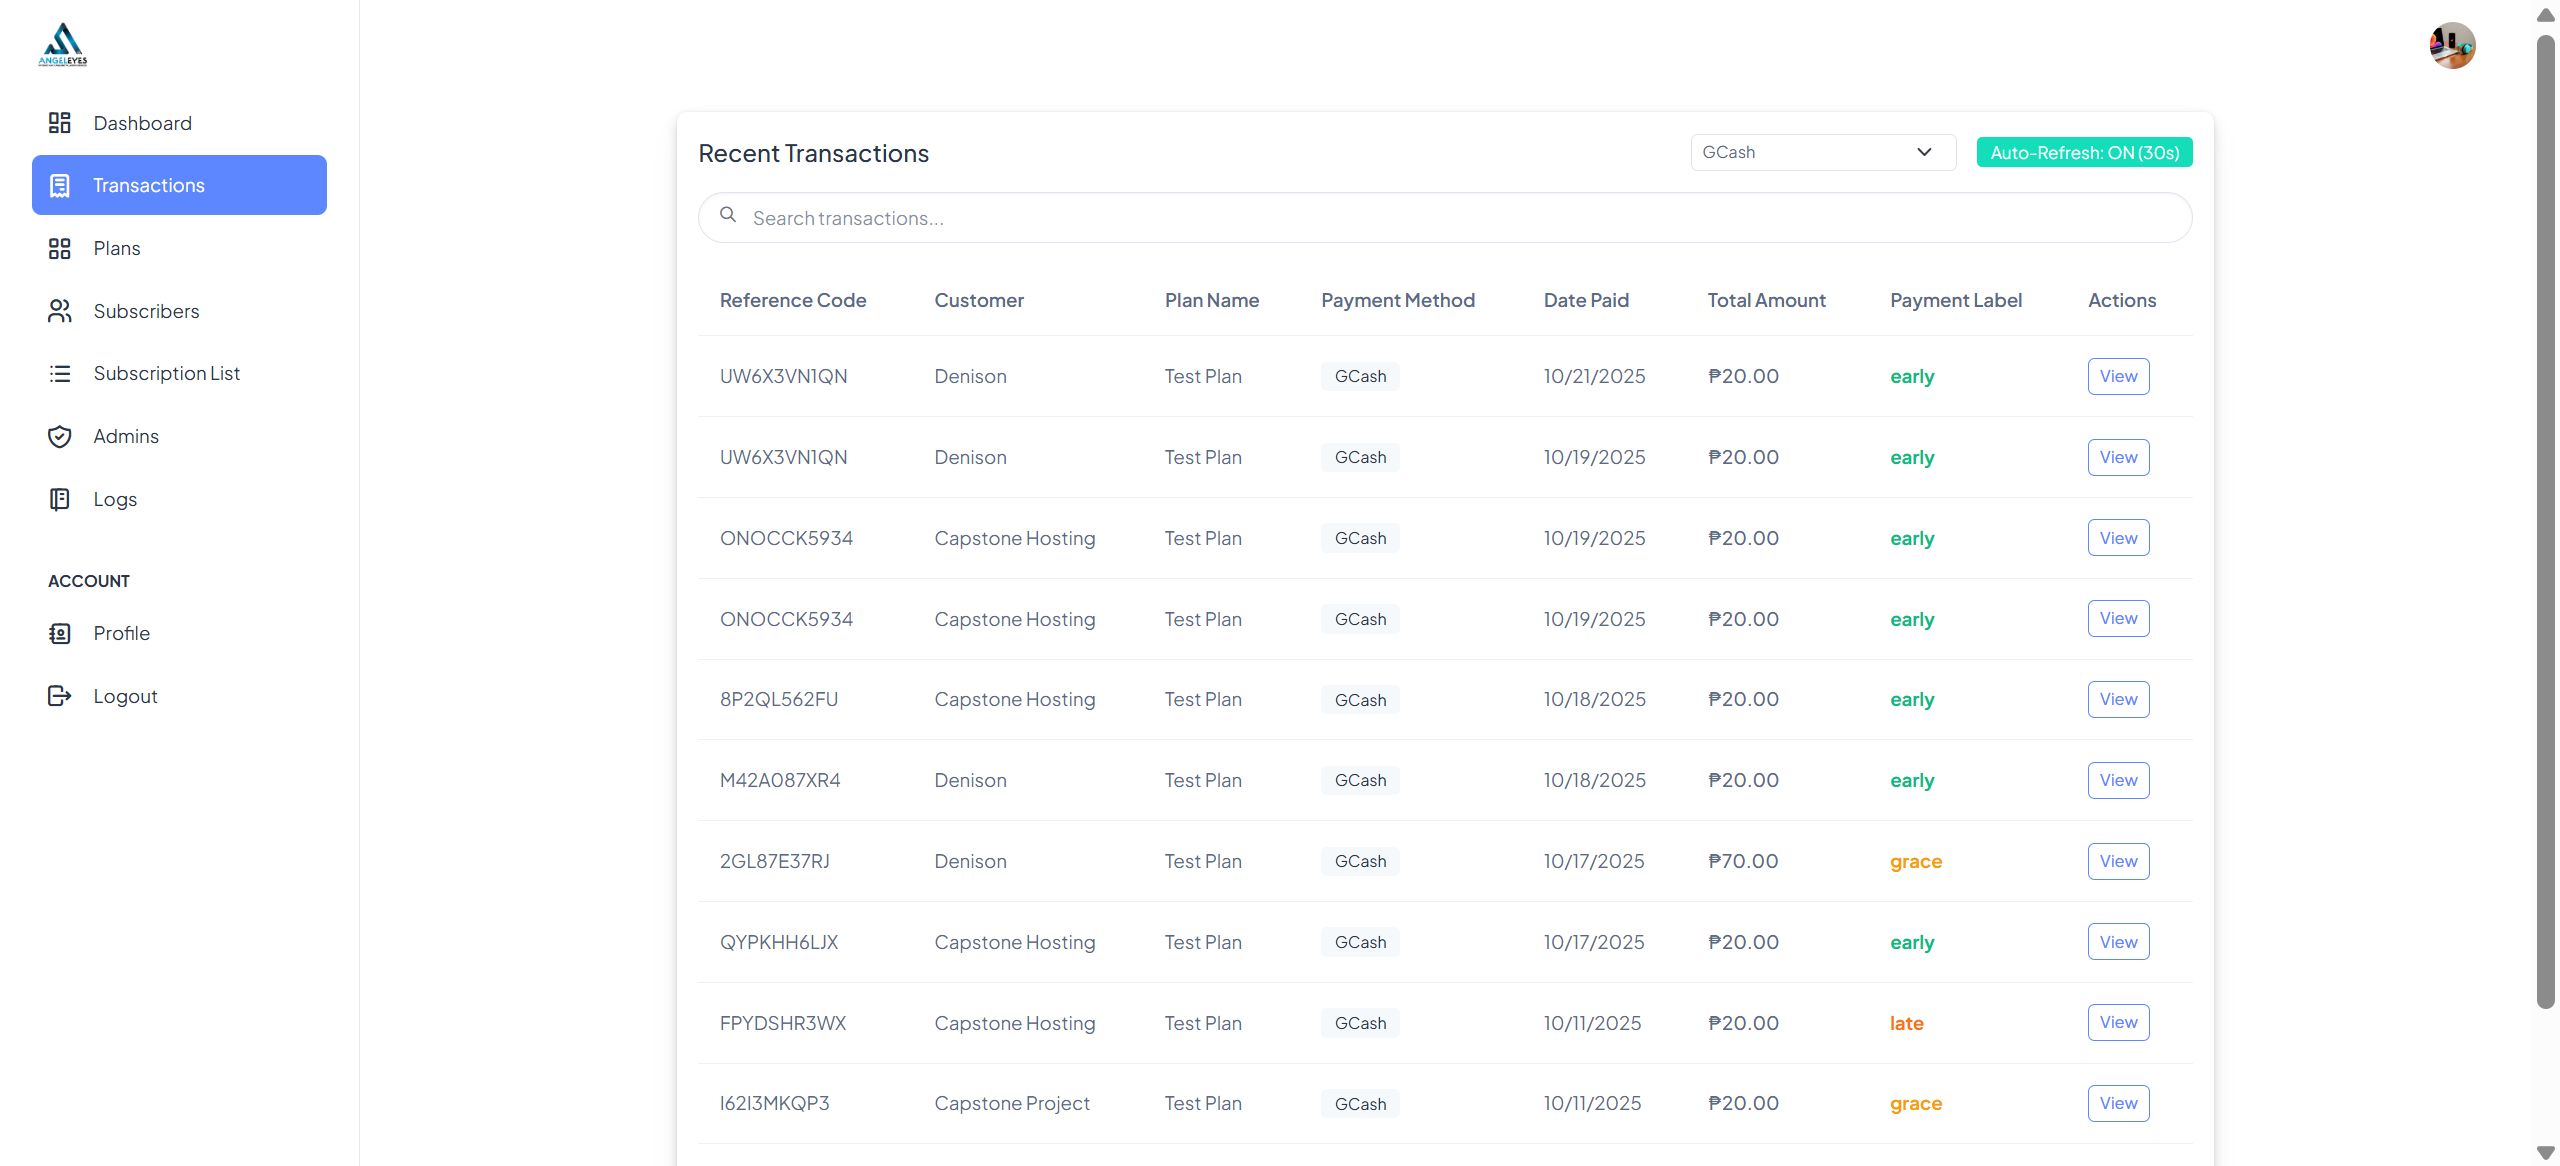 ANGELEYES
Dashboard
Transactions
Plans
Subscribers
Subscription List
Admins
Logs
ACCOUNT
Profile
Logout
Recent Transactions
GCash
Auto-Refresh: ON (30s)
Search transactions...
Reference Code Customer Plan Name Payment Method Date Paid Total Amount Payment Label Actions
UW6X3VN1QN Denison Test Plan GCash 10/21/2025 ₱20.00 early View
UW6X3VN1QN Denison Test Plan GCash 10/19/2025 ₱20.00 early View
ONOCCK5934 Capstone Hosting Test Plan GCash 10/19/2025 ₱20.00 early View
ONOCCK5934 Capstone Hosting Test Plan GCash 10/19/2025 ₱20.00 early View
8P2QL562FU Capstone Hosting Test Plan GCash 10/18/2025 ₱20.00 early View
M42A087XR4 Denison Test Plan GCash 10/18/2025 ₱20.00 early View
2GL87E37RJ Denison Test Plan GCash 10/17/2025 ₱70.00 grace View
QYPKHH6LJX Capstone Hosting Test Plan GCash 10/17/2025 ₱20.00 early View
FPYDSHR3WX Capstone Hosting Test Plan GCash 10/11/2025 ₱20.00 late View
I62I3MKQP3 Capstone Project Test Plan GCash 10/11/2025 ₱20.00 grace View